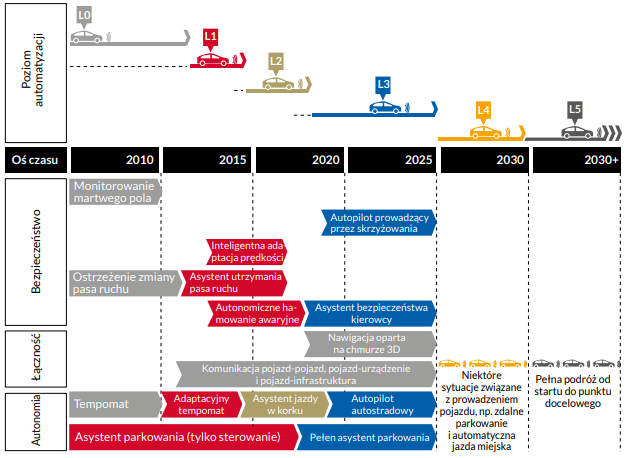 L0
L1
L2
L3
L4
L5
Poziom
automatyzacji
Oś czasu
2010
2015
2020
2025
2030
2030+
Bezpieczeństwo
Monitorowanie
martwego pola
Autopilot prowadzący
przez skrzyżowania
Inteligentna ada
ptacja prędkości
Ostrzeżenie zmiany
pasa ruchu
Asystent utrzymania
pasa ruchu
Autonomiczne ha-
mowanie awaryjne
Asystent bezpieczeństwa
kierowcy
Łączność
Nawigacja oparta
na chmurze 3D
Komunikacja pojazd-pojazd, pojazd-urządzenie
i pojazd-infrastruktura
Autonomia
Tempomat
Adaptacyjny
tempomat
Asystent jazdy
w korku
Autopilot
autostradowy
Asystent parkowania (tylko sterowanie)
Pełen asystent parkowania
Niektóre
sytuacje związane
z prowadzeniem
pojazdu, np. zdalne
parkowanie
i automatyczna
jazda miejska
Pełna podróż od
startu do punktu
docelowego